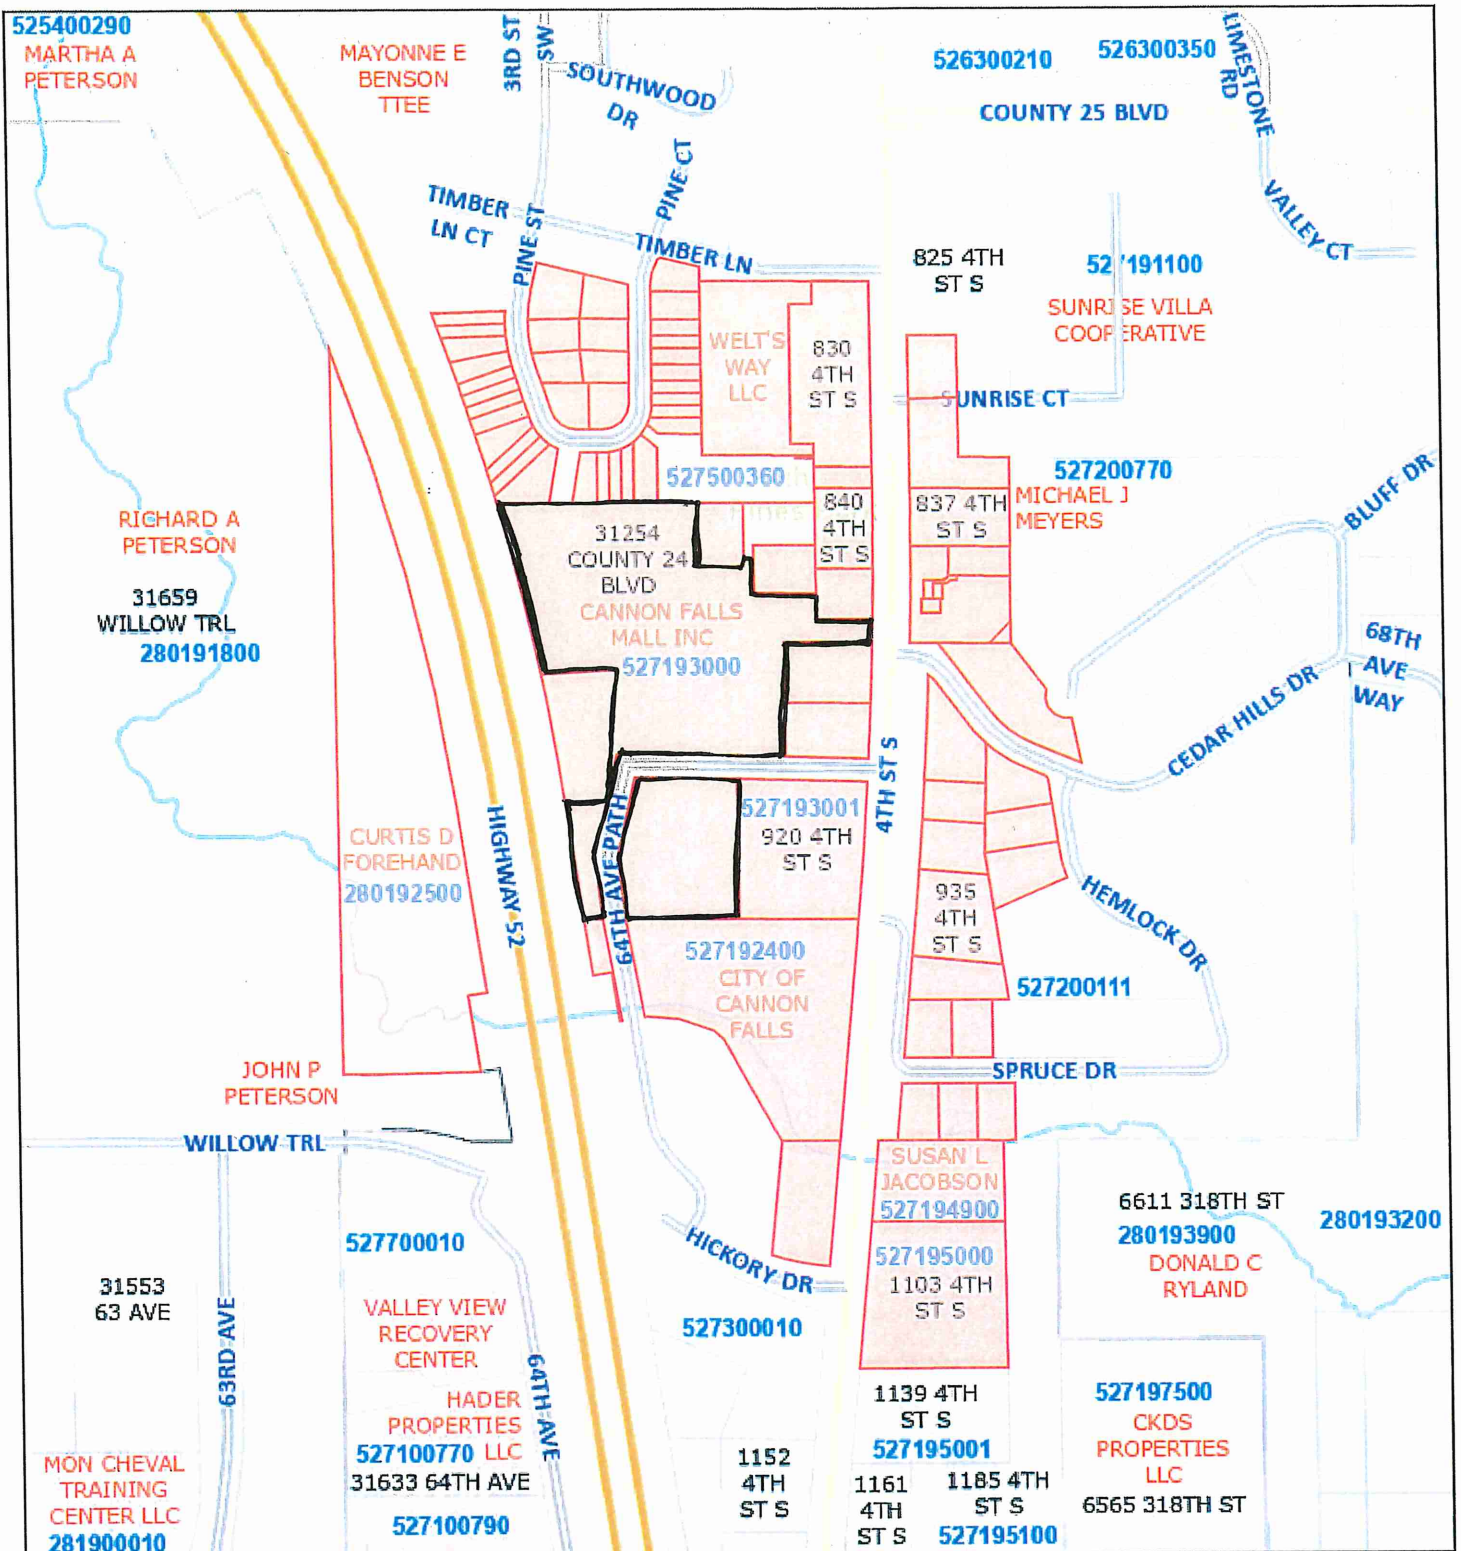 525400290
MARTHA A
PETERSON
MAYONNE E
BENSON
TTEE
3RD ST
SW
SOUTHWOOD
DR
526300210
526300350
COUNTY 25 BLVD
LIMESTONE
RD
VALLEY CT
TIMBER
LN CT
PINE ST
PINE CT
TIMBER LN
825 4TH
ST S
527191100
SUNRISE VILLA
COOPERATIVE
WELT'S
WAY
LLC
830
4TH
ST S
SUNRISE CT
527500360
527200770
MICHAEL J
MEYERS
837 4TH
ST S
840
4TH
ST S
BLUFF DR
RICHARD A
PETERSON
31659
WILLOW TRL
280191800
31254
COUNTY 24
BLVD
CANNON FALLS
MALL INC
527193000
68TH
AVE
WAY
CEDAR HILLS DR
4TH ST S
HIGHWAY 52
64TH AVE PATH
527193001
920 4TH
ST S
CURTIS D
FOREHAND
280192500
935
4TH
ST S
HEMLOCK DR
527192400
CITY OF
CANNON
FALLS
527200111
JOHN P
PETERSON
SPRUCE DR
WILLOW TRL
SUSAN L
JACOBSON
527194900
6611 318TH ST
280193900
DONALD C
RYLAND
280193200
527700010
HICKORY DR
527195000
1103 4TH
ST S
31553
63 AVE
63RD AVE
VALLEY VIEW
RECOVERY
CENTER
527300010
64TH AVE
HADER
PROPERTIES
LLC
527100770
31633 64TH AVE
527100790
1139 4TH
ST S
527195001
527197500
CKDS
PROPERTIES
LLC
6565 318TH ST
MON CHEVAL
TRAINING
CENTER LLC
281900010
1152
4TH
ST S
1161
4TH
ST S
1185 4TH
ST S
527195100